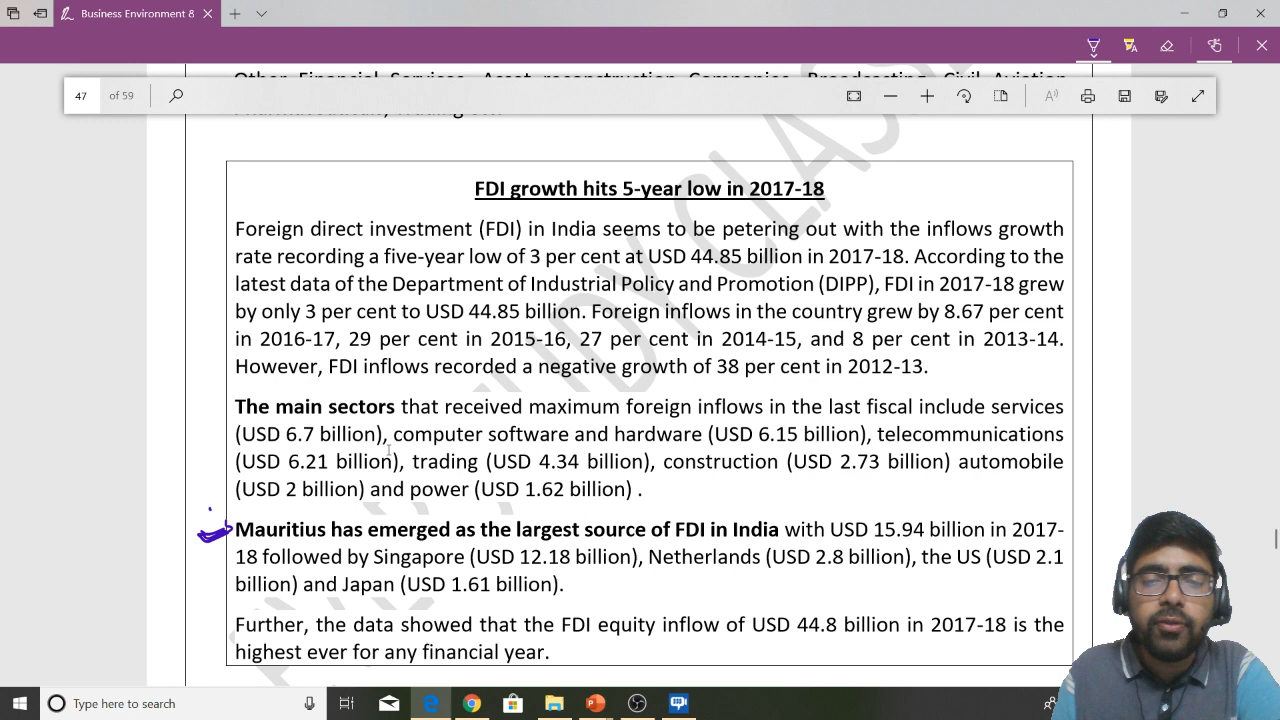 Business Environment &
47 of 59
Other Financial Services, Asset reconstruction Companies, Broadcasting, Civil Aviation
FDI growth hits 5-year low in 2017-18
Foreign direct investment (FDI) in India seems to be petering out with the inflows growth
rate recording a five-year low of 3 per cent at USD 44.85 billion in 2017-18. According to the
latest data of the Department of Industrial Policy and Promotion (DIPP), FDI in 2017-18 grew
by only 3 per cent to USD 44.85 billion. Foreign inflows in the country grew by 8.67 per cent
in 2016-17, 29 per cent in 2015-16, 27 per cent in 2014-15, and 8 per cent in 2013-14.
However, FDI inflows recorded a negative growth of 38 per cent in 2012-13.
The main sectors that received maximum foreign inflows in the last fiscal include services
(USD 6.7 billion), computer software and hardware (USD 6.15 billion), telecommunications
(USD 6.21 billion), trading (USD 4.34 billion), construction (USD 2.73 billion) automobile
(USD 2 billion) and power (USD 1.62 billion) .
Mauritius has emerged as the largest source of FDI in India with USD 15.94 billion in 2017-
18 followed by Singapore (USD 12.18 billion), Netherlands (USD 2.8 billion), the US (USD 2.1
billion) and Japan (USD 1.61 billion).
Further, the data showed that the FDI equity inflow of USD 44.8 billion in 2017-18 is the
highest ever for any financial year.
Type here to search